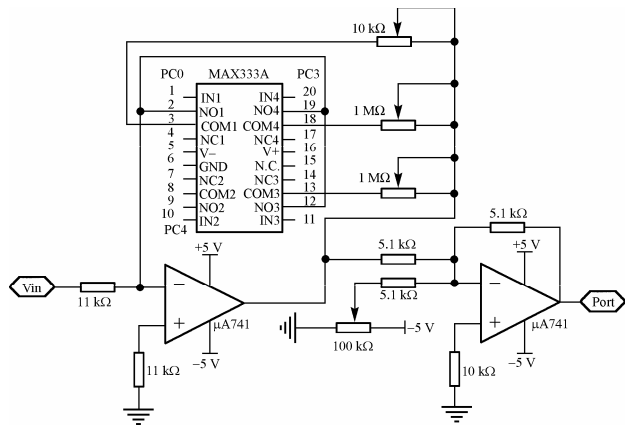 10 kΩ
PC0 MAX333A PC3
1 IN1 IN4 20
2 NO1 NO4 19
3 COM1 COM4 18
4 NC1 NC4 17
5 V− V+ 16
6 GND N.C. 15
7 NC2 NC3 14
8 COM2 COM3 13
9 NO2 NO3 12
10 IN2 IN3 11
PC4
1 MΩ
1 MΩ
5.1 kΩ
+5 V
5.1 kΩ
+5 V
5.1 kΩ
Vin
11 kΩ
−
+
μA741
−5 V
11 kΩ
100 kΩ
−5 V
−
+
μA741
−5 V
10 kΩ
Port